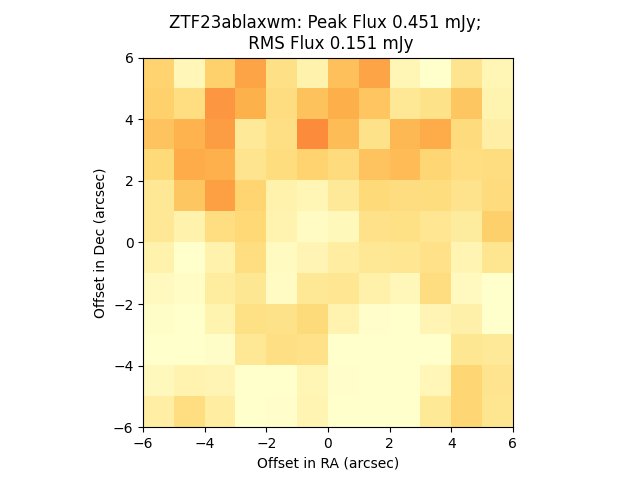 ZTF23ablaxwm: Peak Flux 0.451 mJy;
RMS Flux 0.151 mJy
6
4
2
0
−2
−4
−6
Offset in Dec (arcsec)
−6 −4 −2 0 2 4 6
Offset in RA (arcsec)